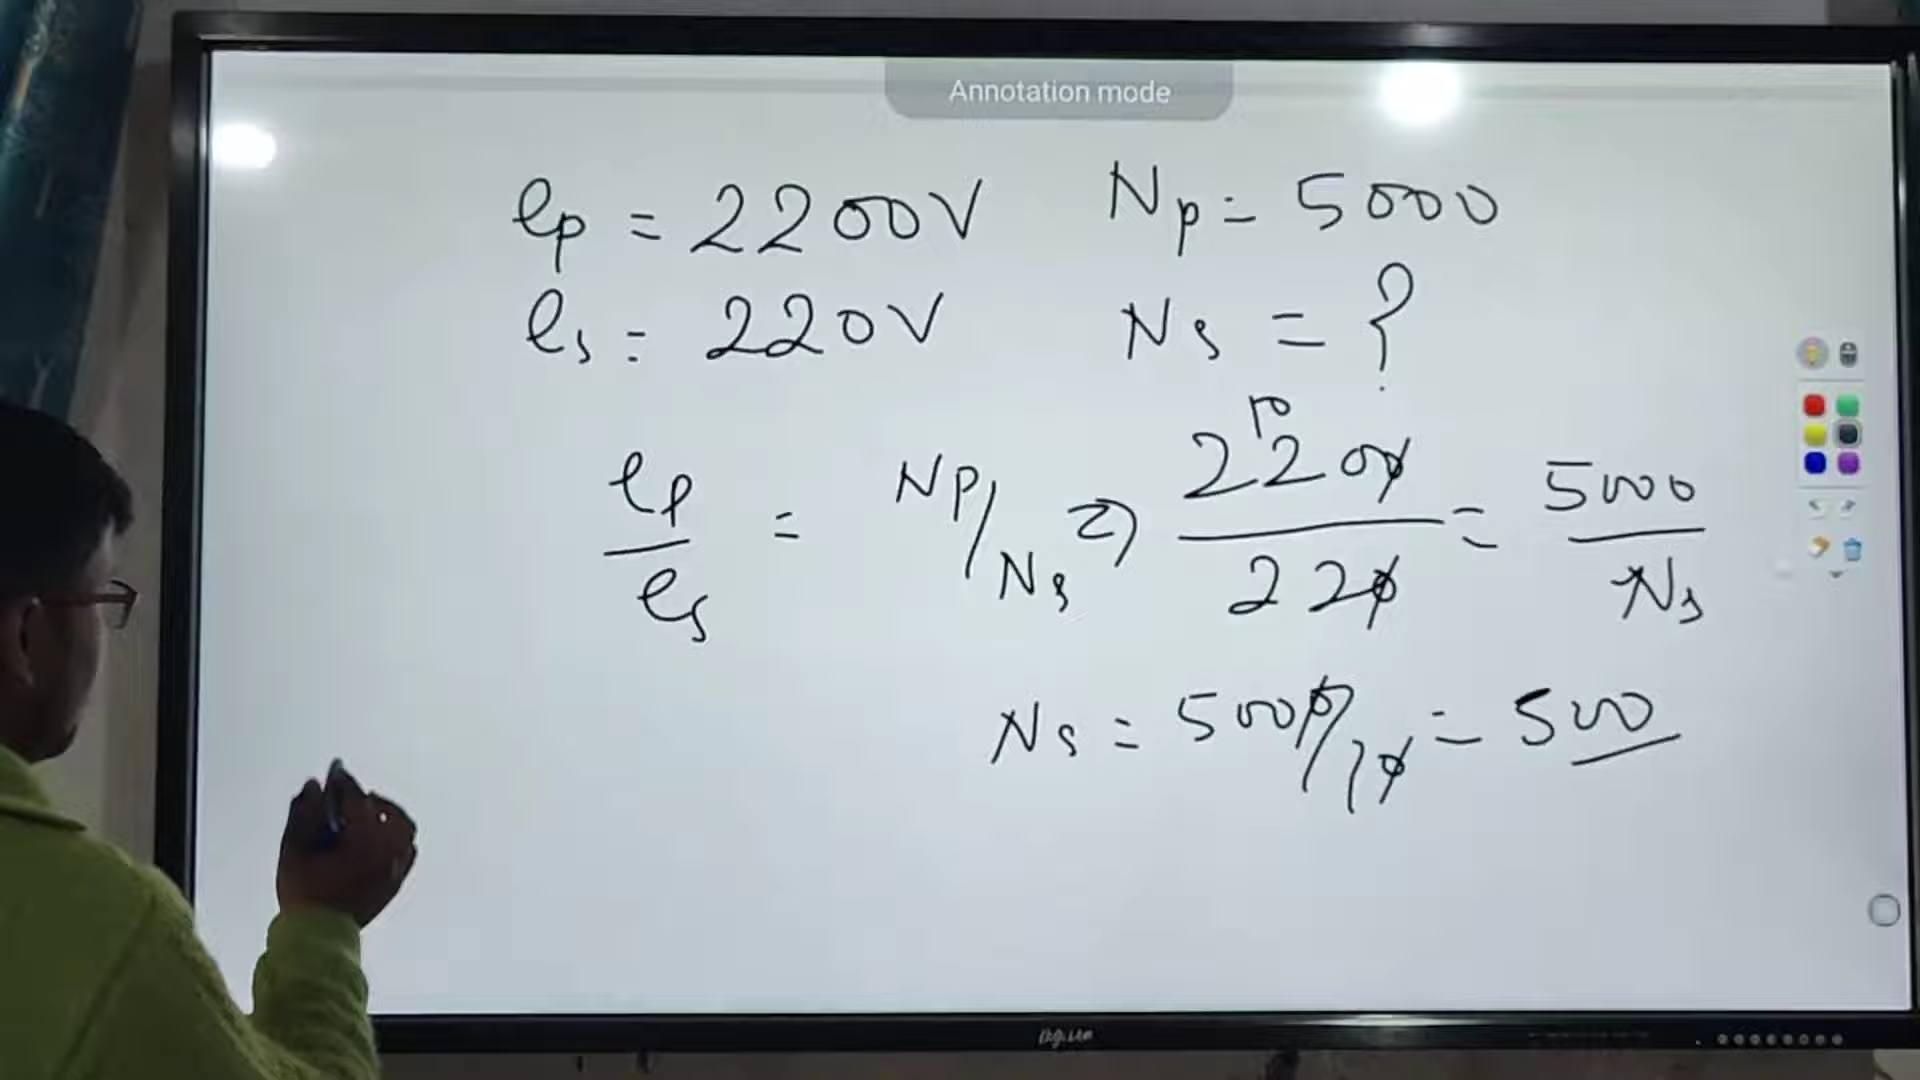 Annotation mode
ep = 2200V Np = 5000
es = 220V Ns = ?
ep/es = Np/Ns ⇒ 2200/220 = 5000/Ns
10
Ns = 5000/10 = 500